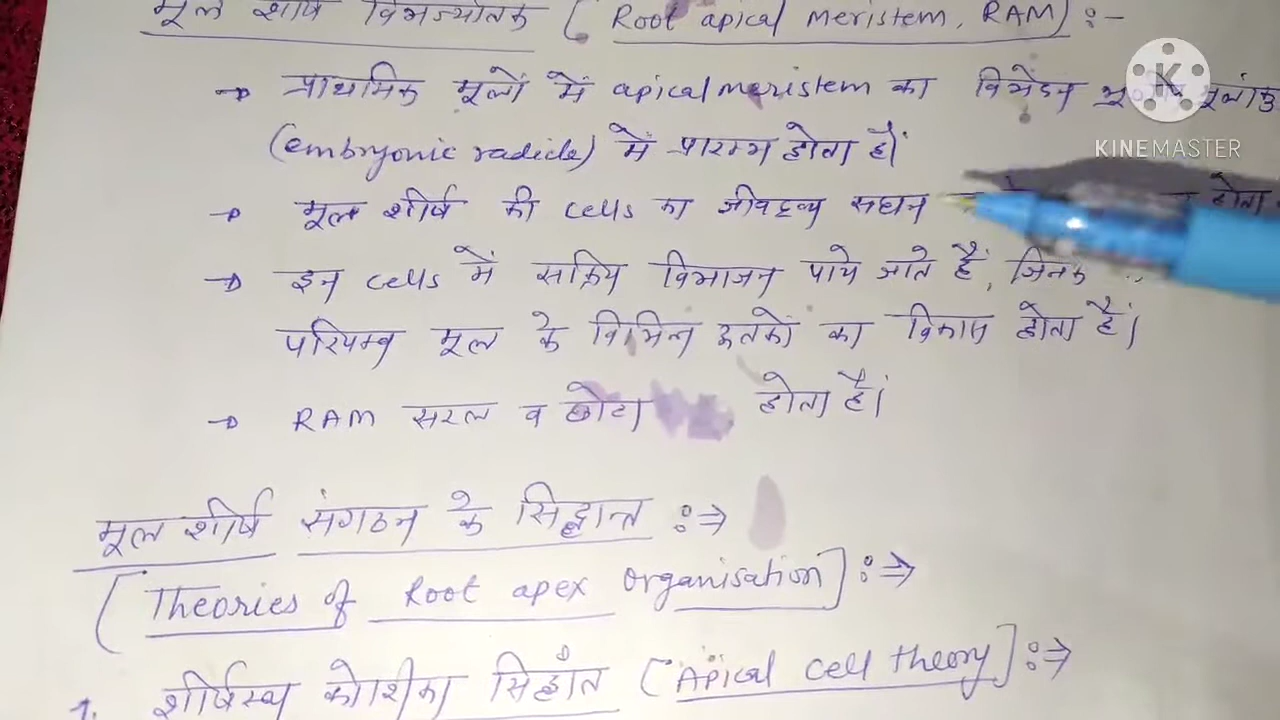 मूल शीर्ष विभज्योतक (Root apical meristem, RAM) :-
→ प्राथमिक मूलों में apical meristem का विभेदन
(embryonic radicle) में प्रारम्भ होता है।
→ मूल शीर्ष की cells का जीवद्रव्य सघन होता
→ इन cells में सक्रिय विभाजन पाये जाते हैं, जिनके
परिपक्व मूल के विभिन्न ऊतकों का विकास होता है।
→ RAM सरल व छोटा होता है।
मूल शीर्ष संगठन के सिद्धान्त :⇒
[Theories of Root apex organisation] :⇒
1. शीर्षस्थ कोशिका सिद्धांत [Apical cell theory] :⇒
K
KINEMASTER